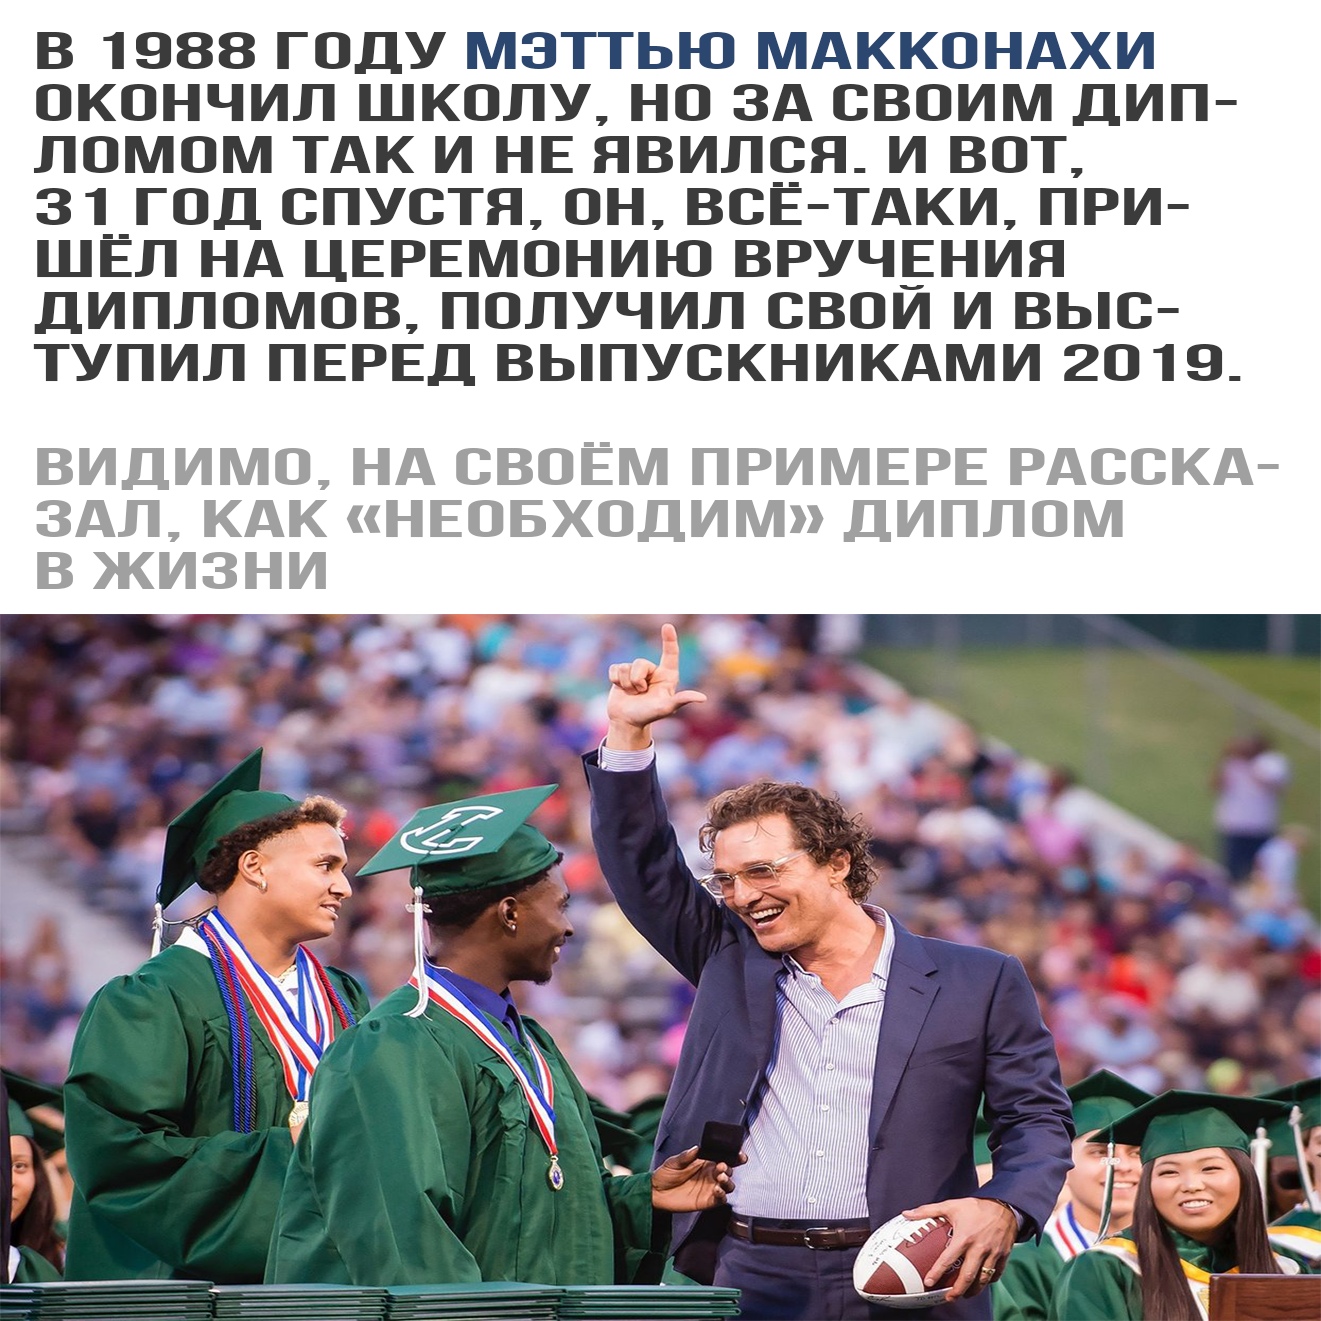 В 1988 ГОДУ МЭТТЬЮ МАККОНАХИ
ОКОНЧИЛ ШКОЛУ, НО ЗА СВОИМ ДИП-
ЛОМОМ ТАК И НЕ ЯВИЛСЯ. И ВОТ,
31 ГОД СПУСТЯ, ОН, ВСЁ-ТАКИ, ПРИ-
ШЁЛ НА ЦЕРЕМОНИЮ ВРУЧЕНИЯ
ДИПЛОМОВ, ПОЛУЧИЛ СВОЙ И ВЫС-
ТУПИЛ ПЕРЕД ВЫПУСКНИКАМИ 2019.
ВИДИМО, НА СВОЁМ ПРИМЕРЕ РАССКА-
ЗАЛ, КАК «НЕОБХОДИМ» ДИПЛОМ
В ЖИЗНИ